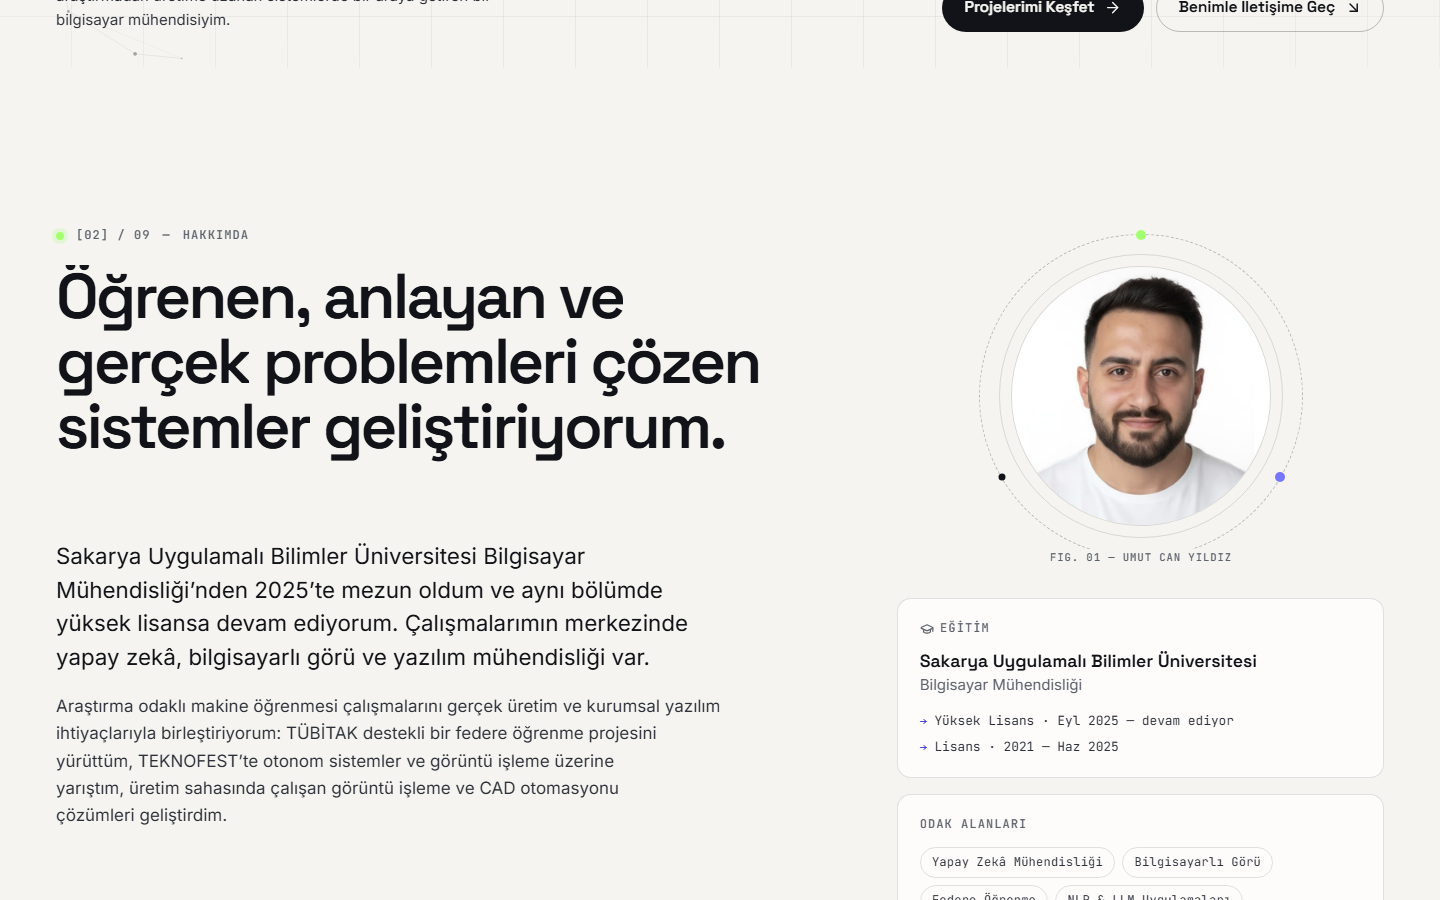 bilgisayar mühendisiyim.
Projelerimi Keşfet →
Benimle İletişime Geç ↘
[02] / 09 — HAKKIMDA
Öğrenen, anlayan ve
gerçek problemleri çözen
sistemler geliştiriyorum.
Sakarya Uygulamalı Bilimler Üniversitesi Bilgisayar
Mühendisliği’nden 2025’te mezun oldum ve aynı bölümde
yüksek lisansa devam ediyorum. Çalışmalarımın merkezinde
yapay zekâ, bilgisayarlı görü ve yazılım mühendisliği var.
Araştırma odaklı makine öğrenmesi çalışmalarını gerçek üretim ve kurumsal yazılım
ihtiyaçlarıyla birleştiriyorum: TÜBİTAK destekli bir federe öğrenme projesini
yürüttüm, TEKNOFEST’te otonom sistemler ve görüntü işleme üzerine
yarıştım, üretim sahasında çalışan görüntü işleme ve CAD otomasyonu
çözümleri geliştirdim.
FIG. 01 — UMUT CAN YILDIZ
EĞİTİM
Sakarya Uygulamalı Bilimler Üniversitesi
Bilgisayar Mühendisliği
→ Yüksek Lisans · Eyl 2025 — devam ediyor
→ Lisans · 2021 — Haz 2025
ODAK ALANLARI
Yapay Zekâ Mühendisliği
Bilgisayarlı Görü
Federe Öğrenme
NLP & LLM Uygulamaları